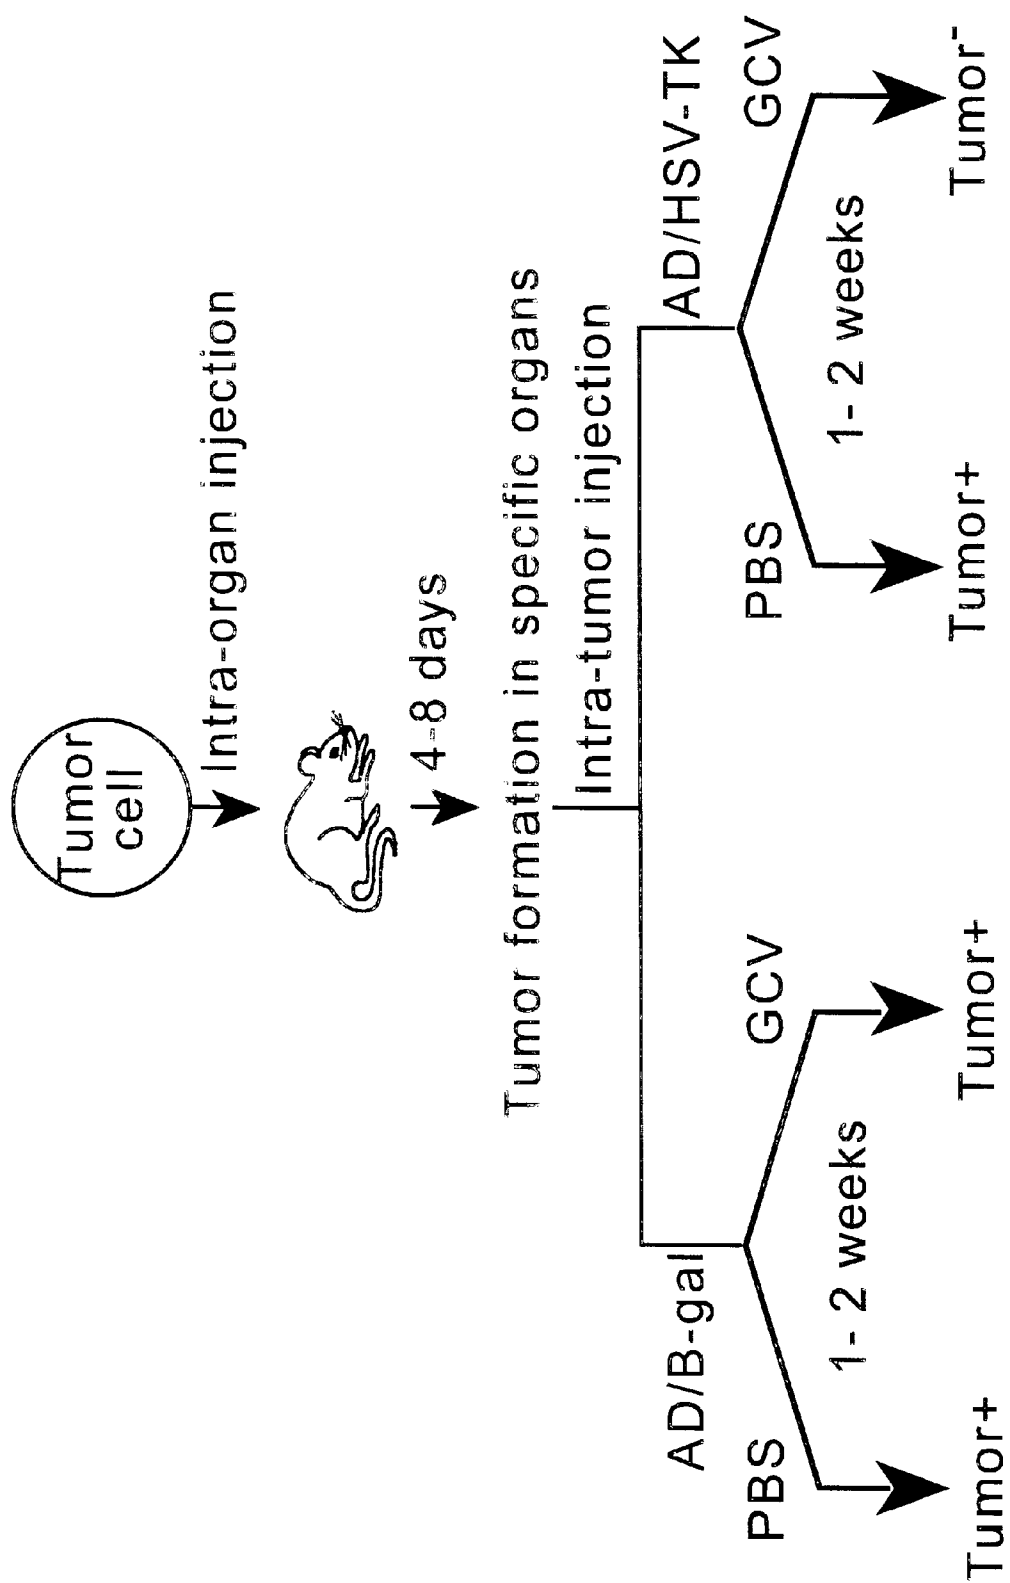 Tumor
cell
Intra-organ injection
4-8 days
Tumor formation in specific organs
Intra-tumor injection
AD/B-gal
AD/HSV-TK
PBS
GCV
PBS
GCV
1- 2 weeks
1- 2 weeks
Tumor+
Tumor+
Tumor+
Tumor-